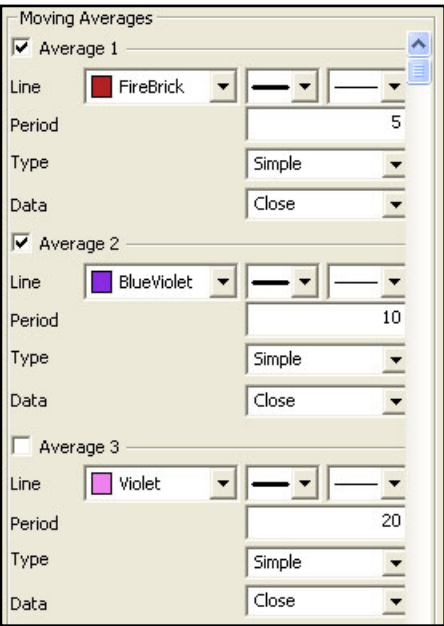 Moving Averages
Average 1
Line FireBrick
Period 5
Type Simple
Data Close
Average 2
Line BlueViolet
Period 10
Type Simple
Data Close
Average 3
Line Violet
Period 20
Type Simple
Data Close